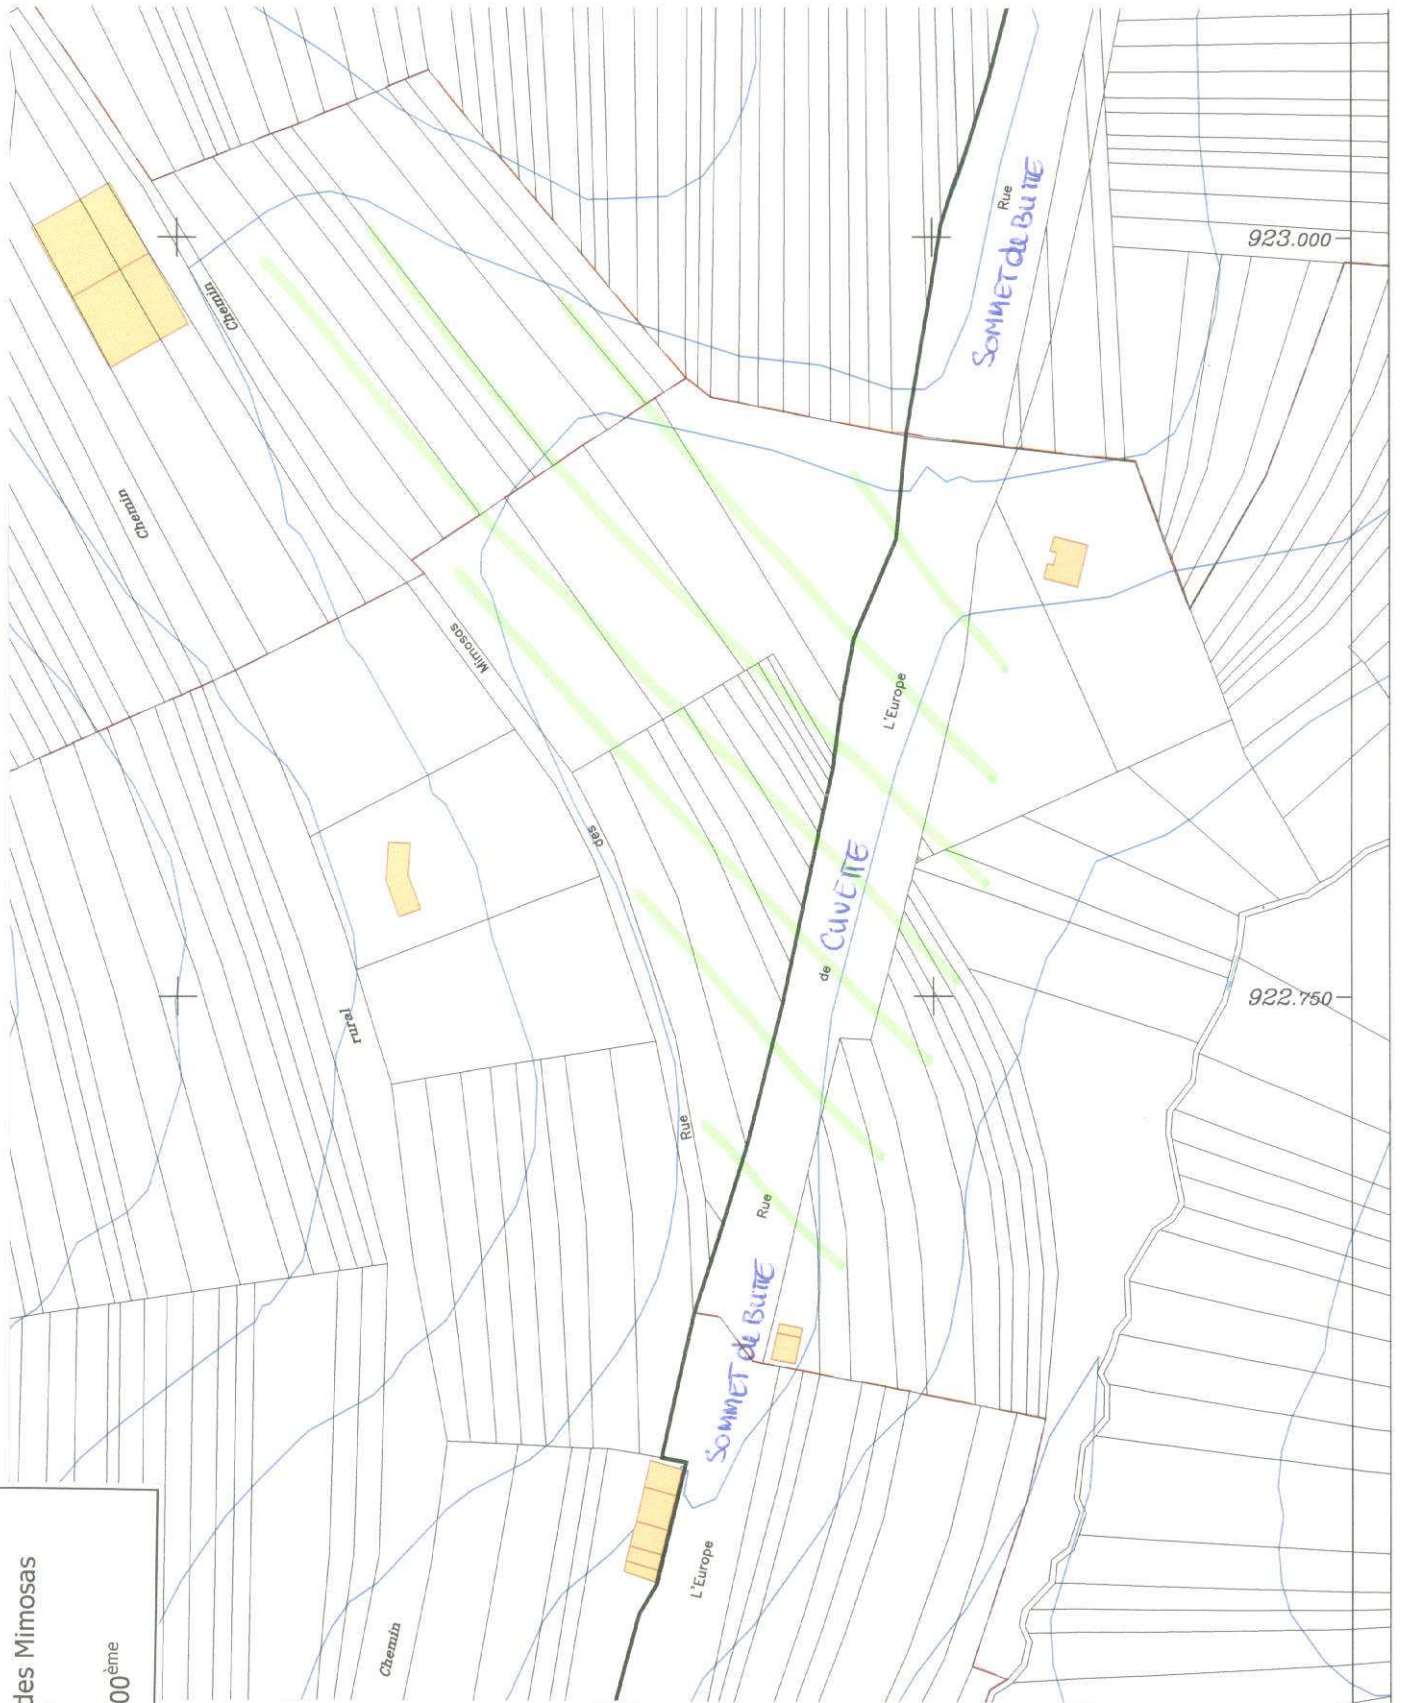 Rue
SOMMET de BUTTE
923.000
Chemin
Chemin
Mimosas
L'Europe
des
de
CUVETTE
922.750
rural
Rue
Rue
SOMMET de BUTTE
L'Europe
Chemin
des Mimosas
00ème